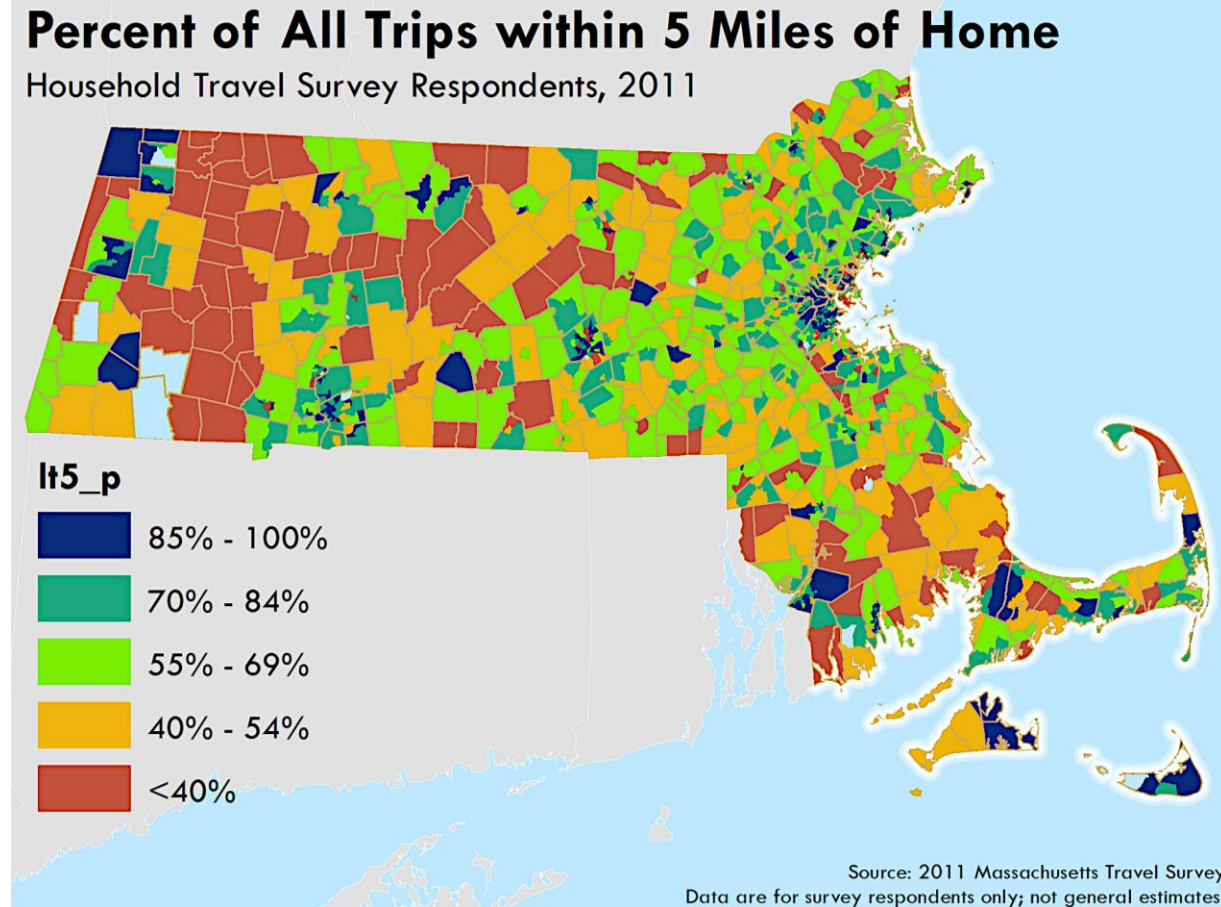 Percent of All Trips within 5 Miles of Home
Household Travel Survey Respondents, 2011
lt5_p
85% - 100%
70% - 84%
55% - 69%
40% - 54%
<40%
Source: 2011 Massachusetts Travel Survey
Data are for survey respondents only; not general estimates